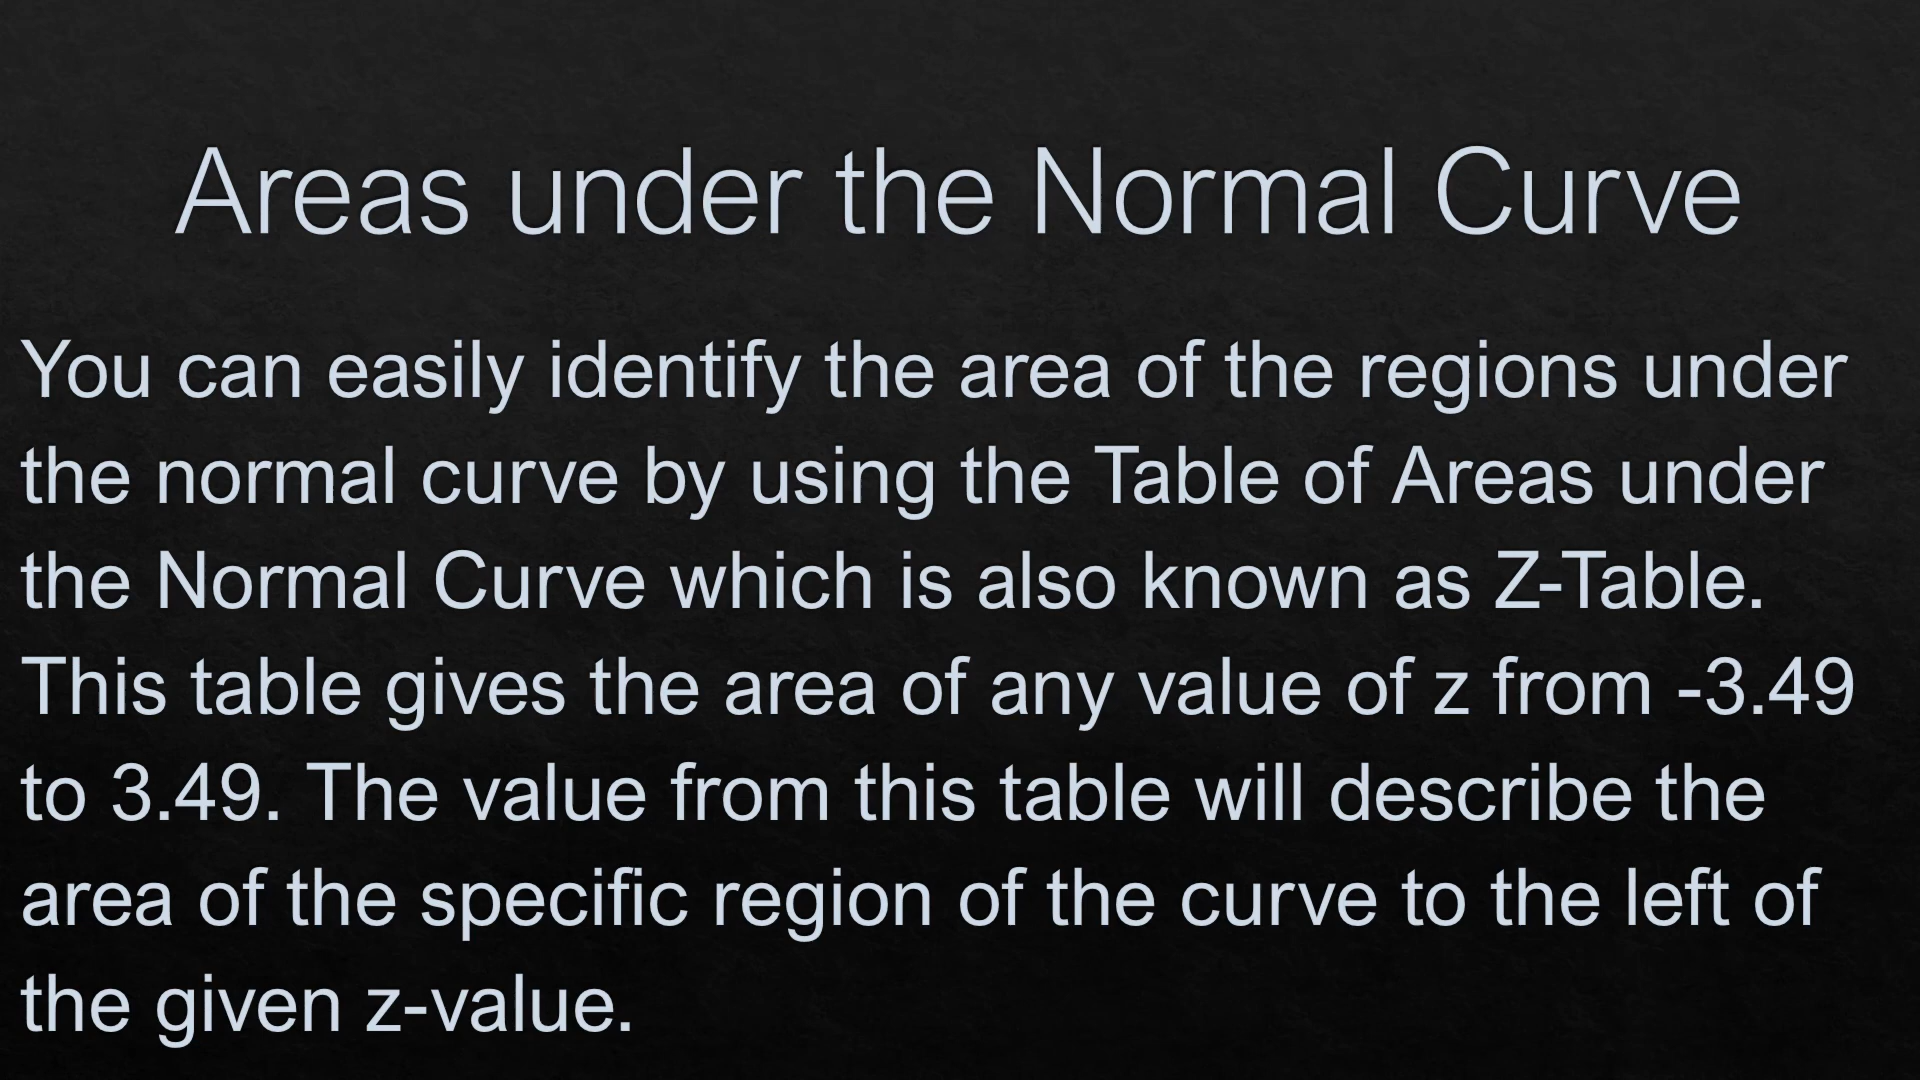 Areas under the Normal Curve
You can easily identify the area of the regions under
the normal curve by using the Table of Areas under
the Normal Curve which is also known as Z-Table.
This table gives the area of any value of z from -3.49
to 3.49. The value from this table will describe the
area of the specific region of the curve to the left of
the given z-value.